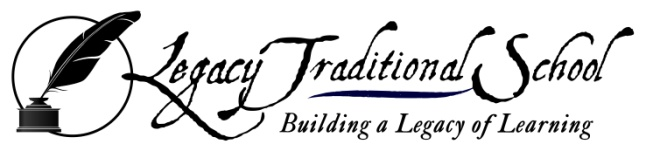 Legacy Traditional School
Building a Legacy of Learning